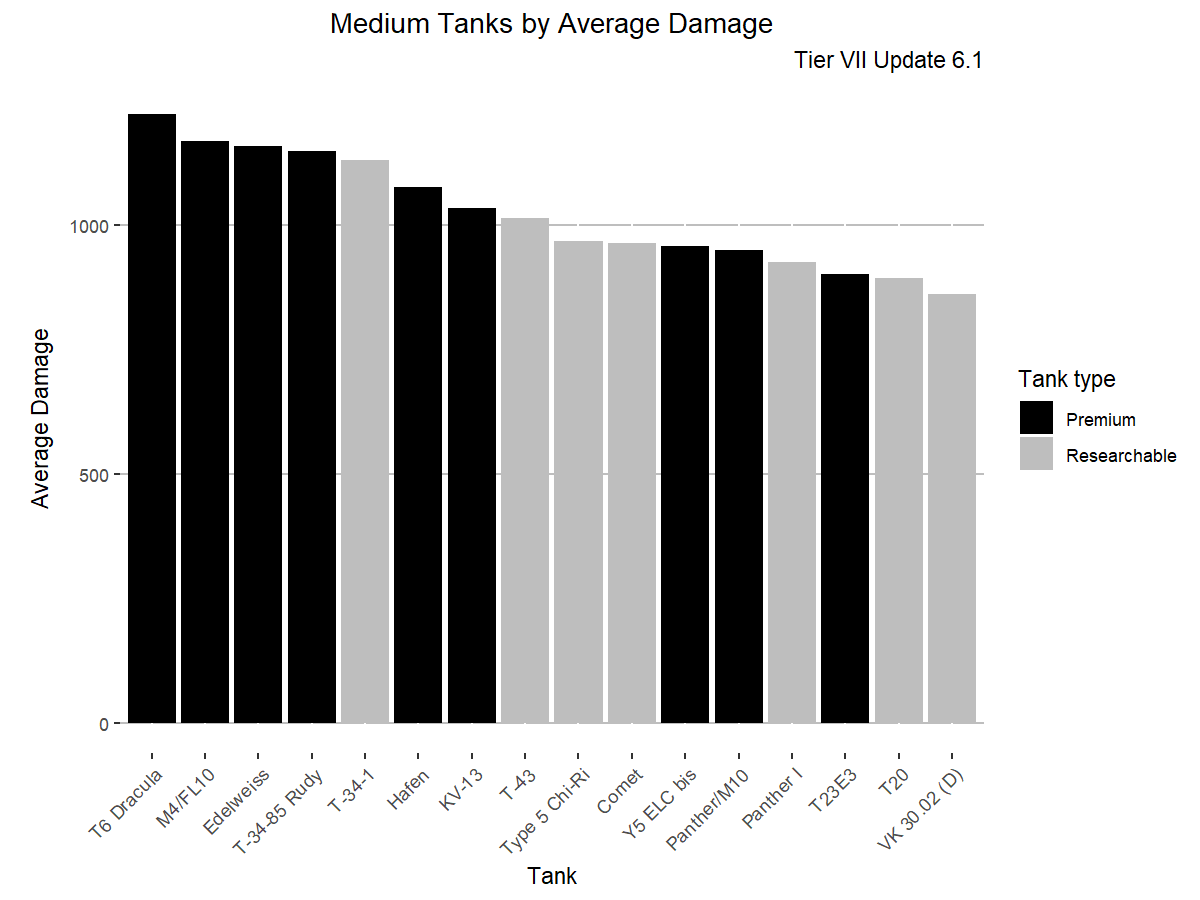 Medium Tanks by Average Damage
Tier VII Update 6.1
Average Damage
1000
500
0
T6 Dracula
M4/FL10
Edelweiss
T-34-85 Rudy
T-34-1
Hafen
KV-13
T-43
Type 5 Chi-Ri
Comet
Y5 ELC bis
Panther/M10
Panther I
T23E3
T20
VK 30.02 (D)
Tank
Tank type
Premium
Researchable